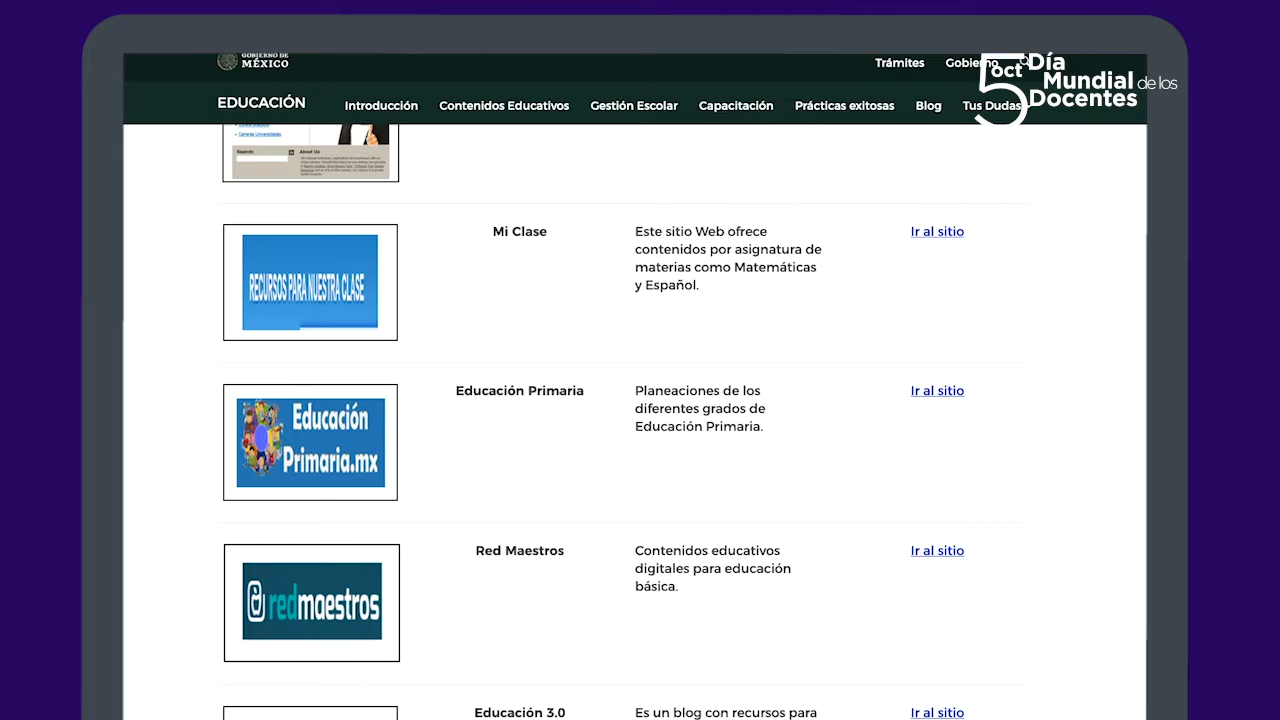 GOBIERNO DE
MÉXICO
Trámites
Gobierno
5
oct
Día
Mundial de los
Docentes
EDUCACIÓN
Introducción
Contenidos Educativos
Gestión Escolar
Capacitación
Prácticas exitosas
Blog
Tus Dudas
Carreras Universitarias
Search:
About Us
Mi Clase
Este sitio Web ofrece
contenidos por asignatura de
materias como Matemáticas
y Español.
Ir al sitio
RECURSOS PARA NUESTRA CLASE
Educación Primaria
Planeaciones de los
diferentes grados de
Educación Primaria.
Ir al sitio
Educación
Primaria.mx
Red Maestros
Contenidos educativos
digitales para educación
básica.
Ir al sitio
redmaestros
Educación 3.0
Es un blog con recursos para
Ir al sitio